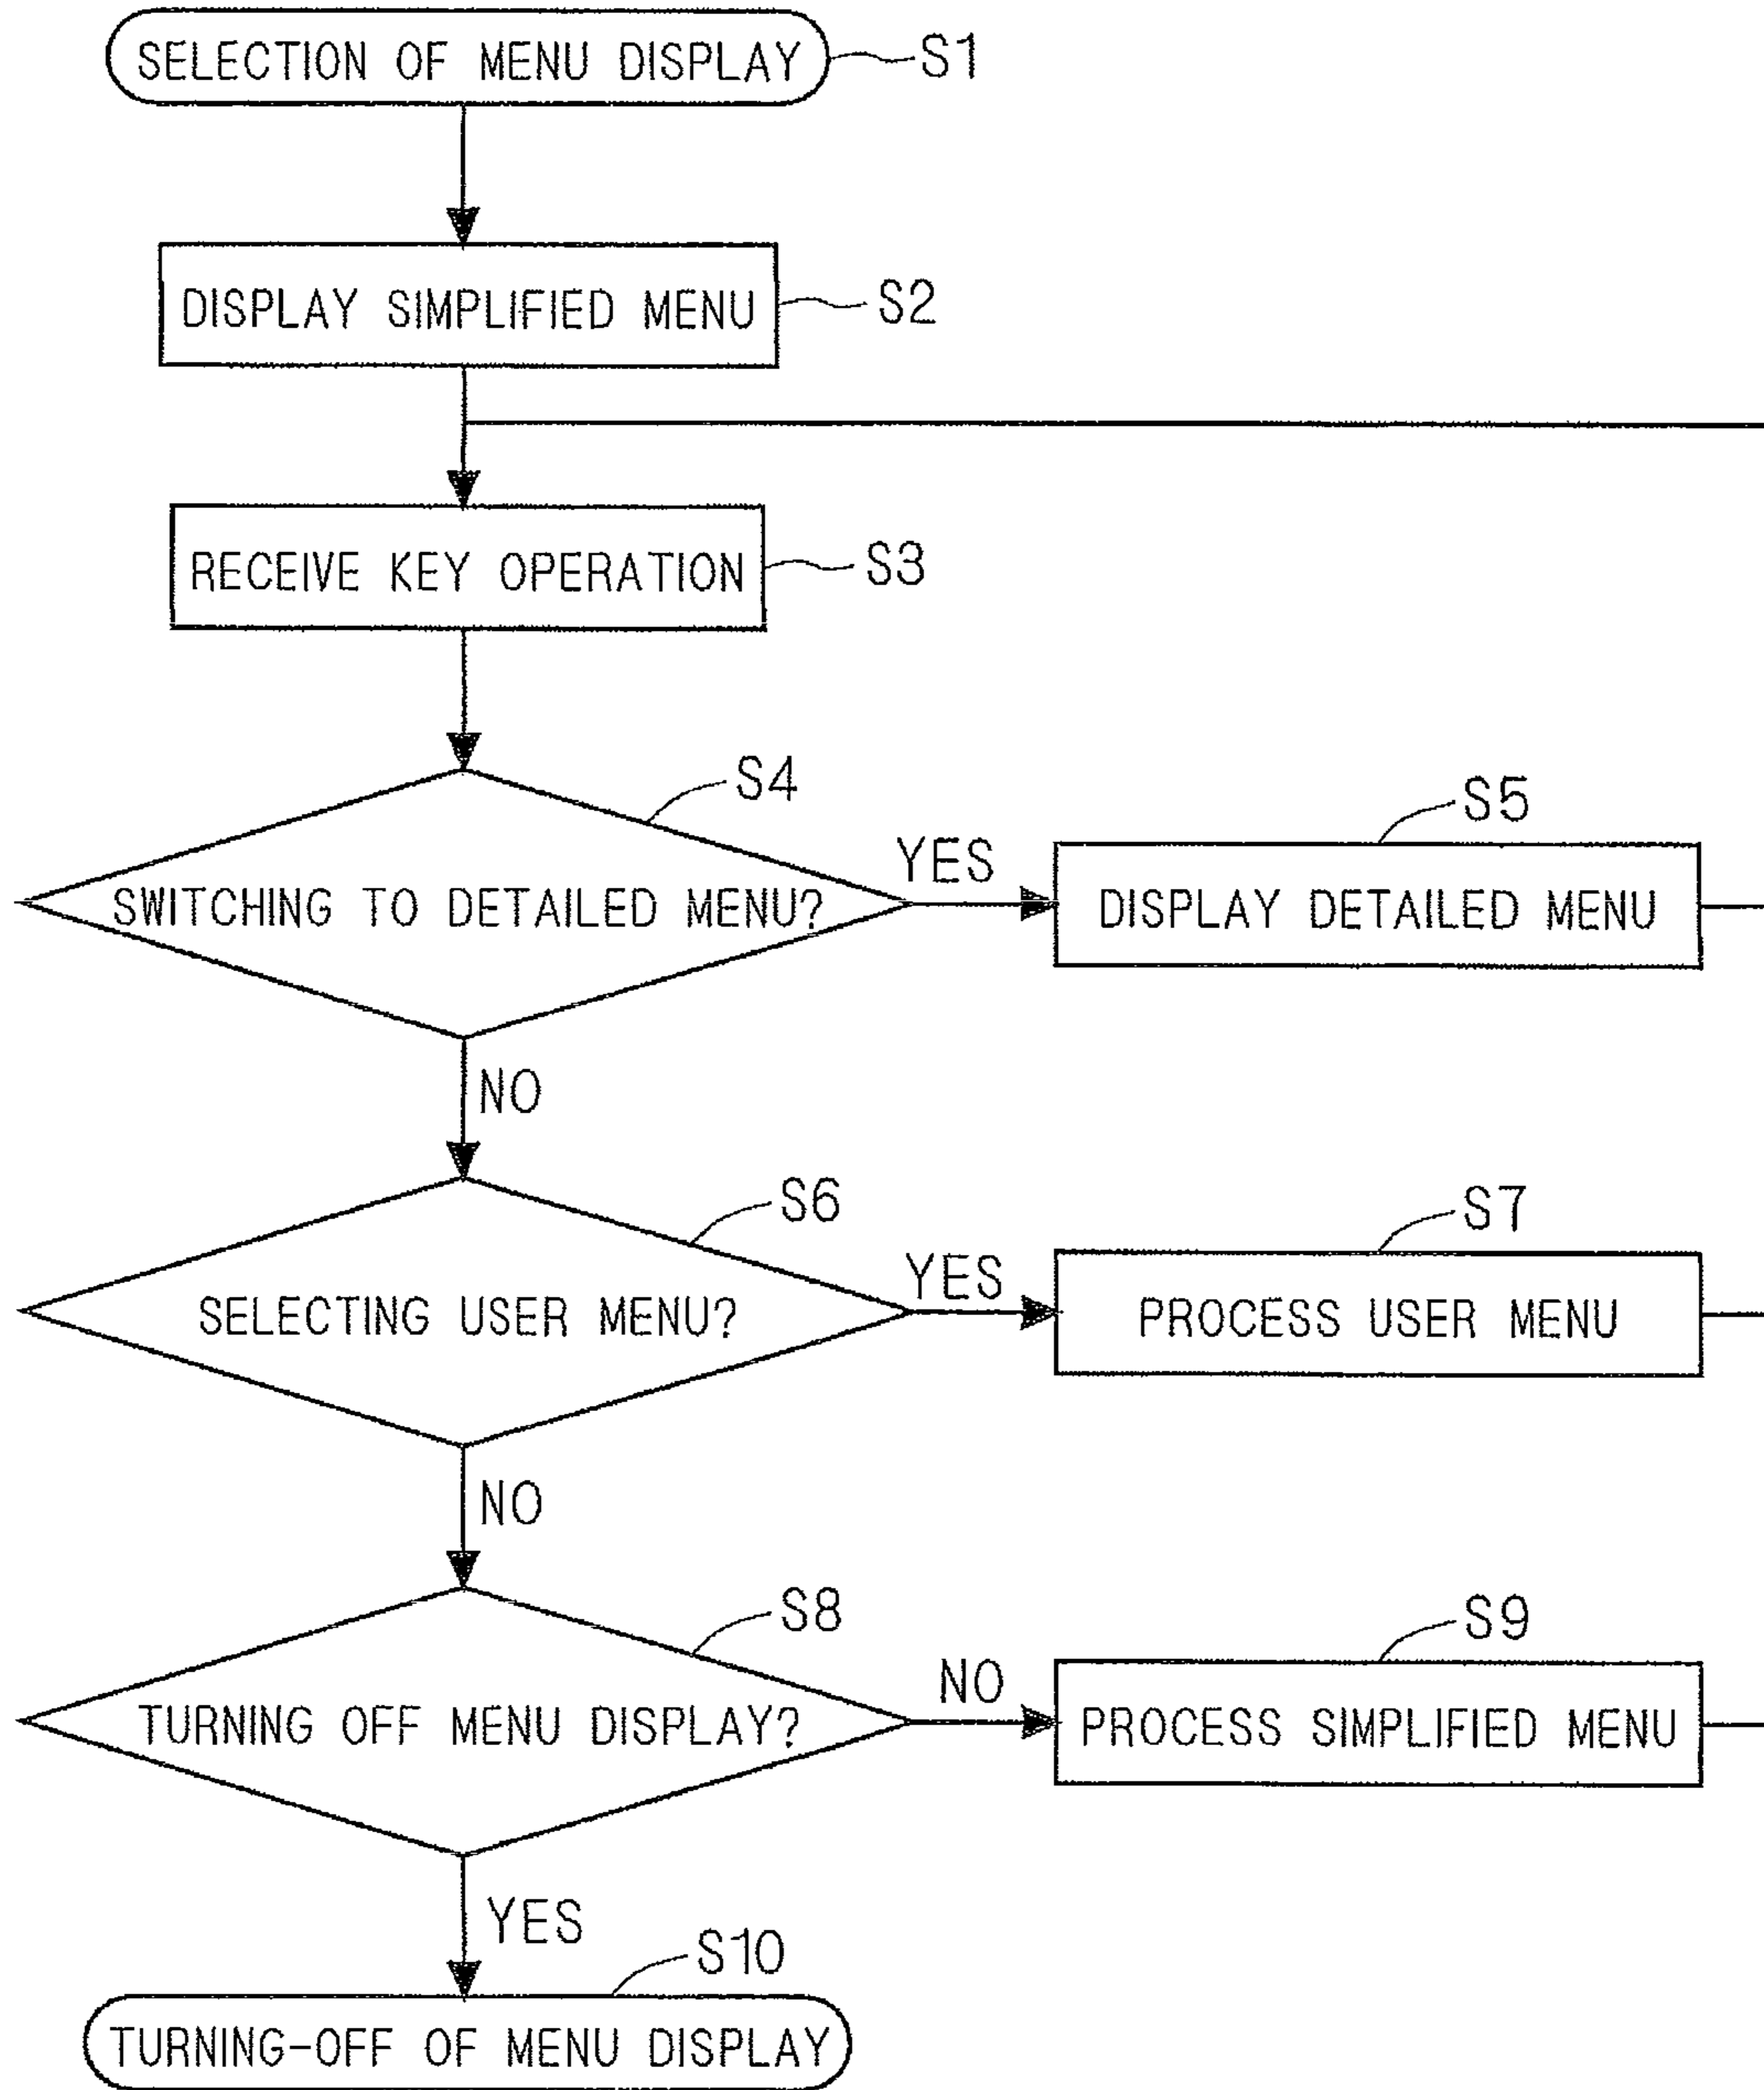 SELECTION OF MENU DISPLAY
S1
DISPLAY SIMPLIFIED MENU
S2
RECEIVE KEY OPERATION
S3
S4
SWITCHING TO DETAILED MENU?
YES
S5
DISPLAY DETAILED MENU
NO
S6
SELECTING USER MENU?
YES
S7
PROCESS USER MENU
NO
S8
TURNING OFF MENU DISPLAY?
NO
S9
PROCESS SIMPLIFIED MENU
YES
S10
TURNING-OFF OF MENU DISPLAY